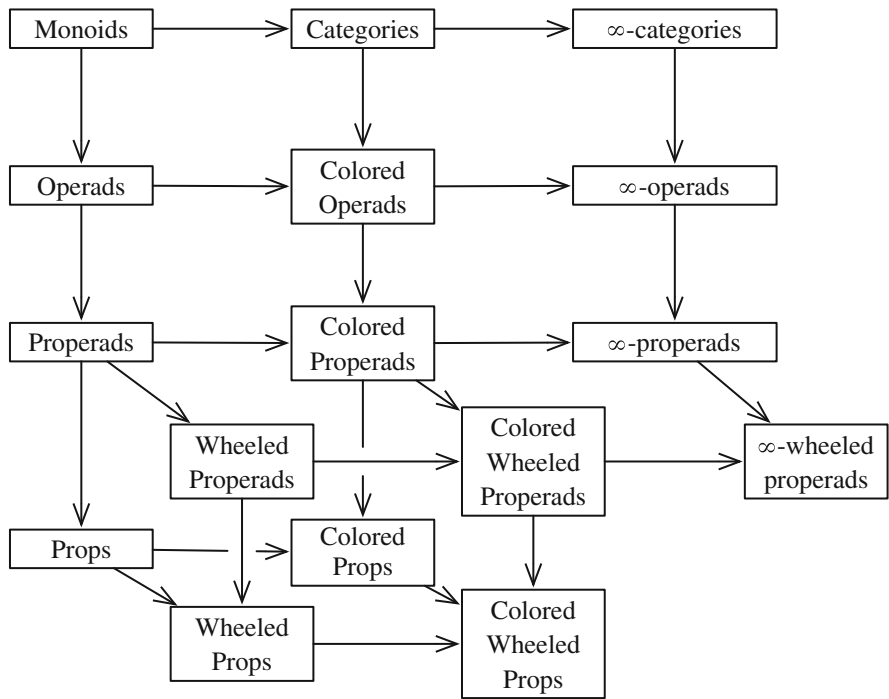 Monoids
Categories
∞-categories
Operads
Colored
Operads
∞-operads
Properads
Colored
Properads
∞-properads
Wheeled
Properads
Colored
Wheeled
Properads
∞-wheeled
properads
Props
Colored
Props
Wheeled
Props
Colored
Wheeled
Props